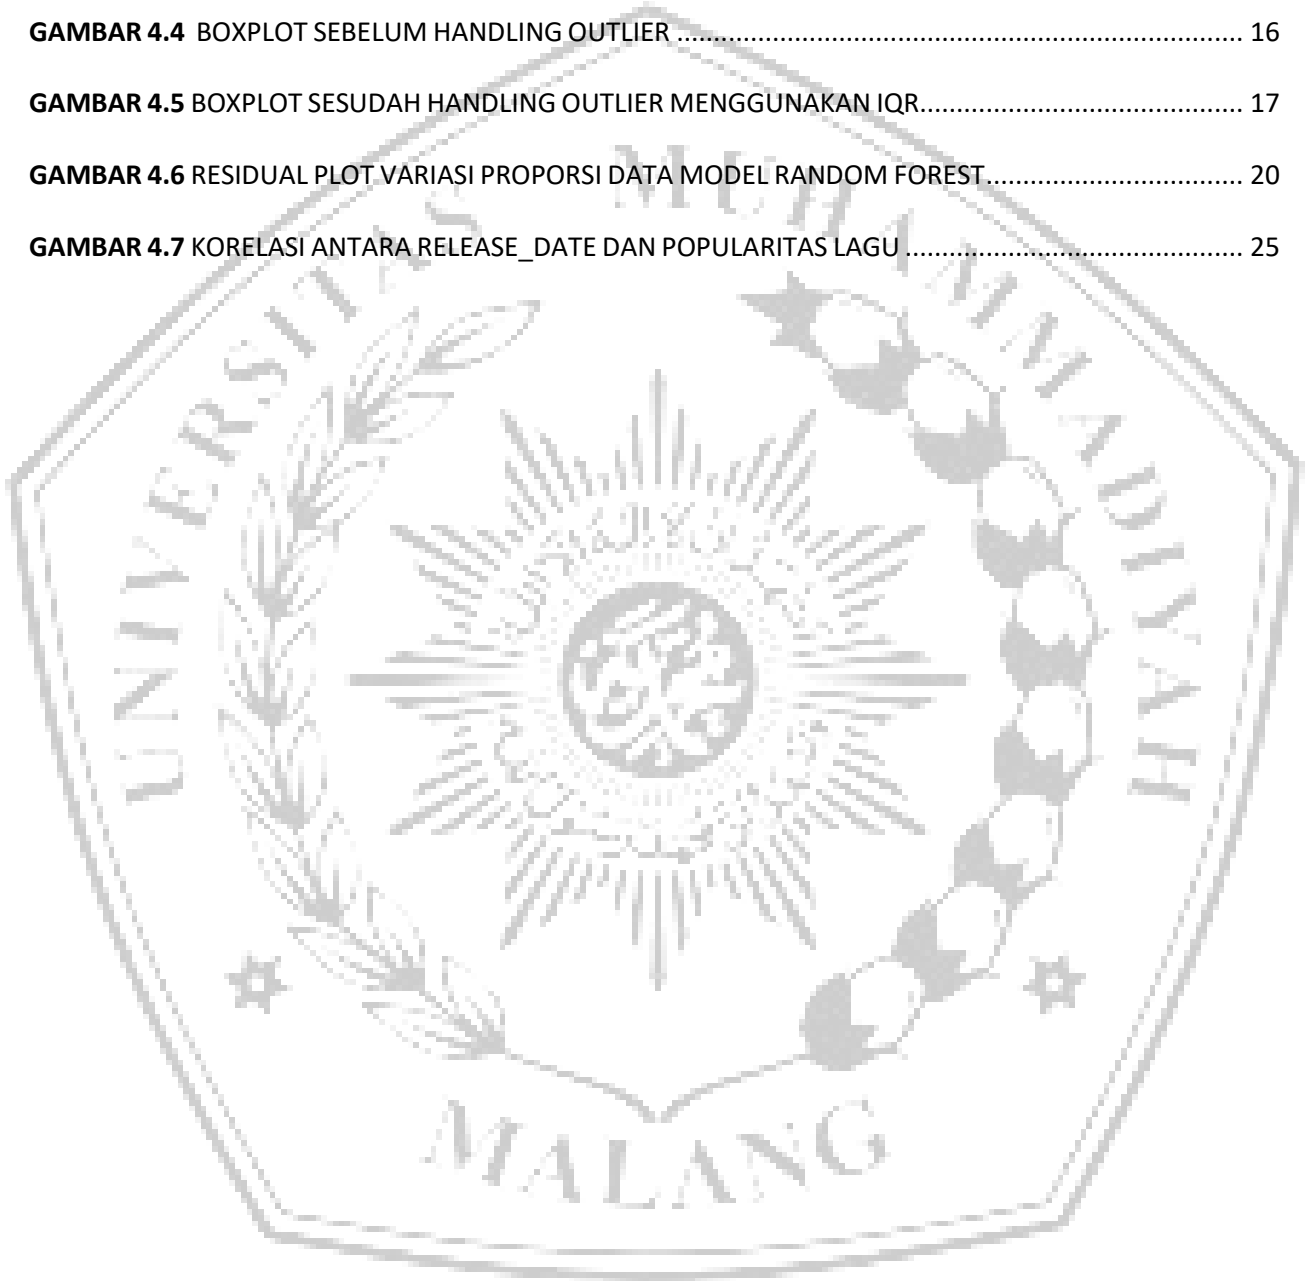 GAMBAR 4.4 BOXPLOT SEBELUM HANDLING OUTLIER ........................................................................ 16
GAMBAR 4.5 BOXPLOT SESUDAH HANDLING OUTLIER MENGGUNAKAN IQR......................................... 17
GAMBAR 4.6 RESIDUAL PLOT VARIASI PROPORSI DATA MODEL RANDOM FOREST................................. 20
GAMBAR 4.7 KORELASI ANTARA RELEASE_DATE DAN POPULARITAS LAGU ........................................... 25
UNIVERSITAS MUHAMMADIYAH
MALANG